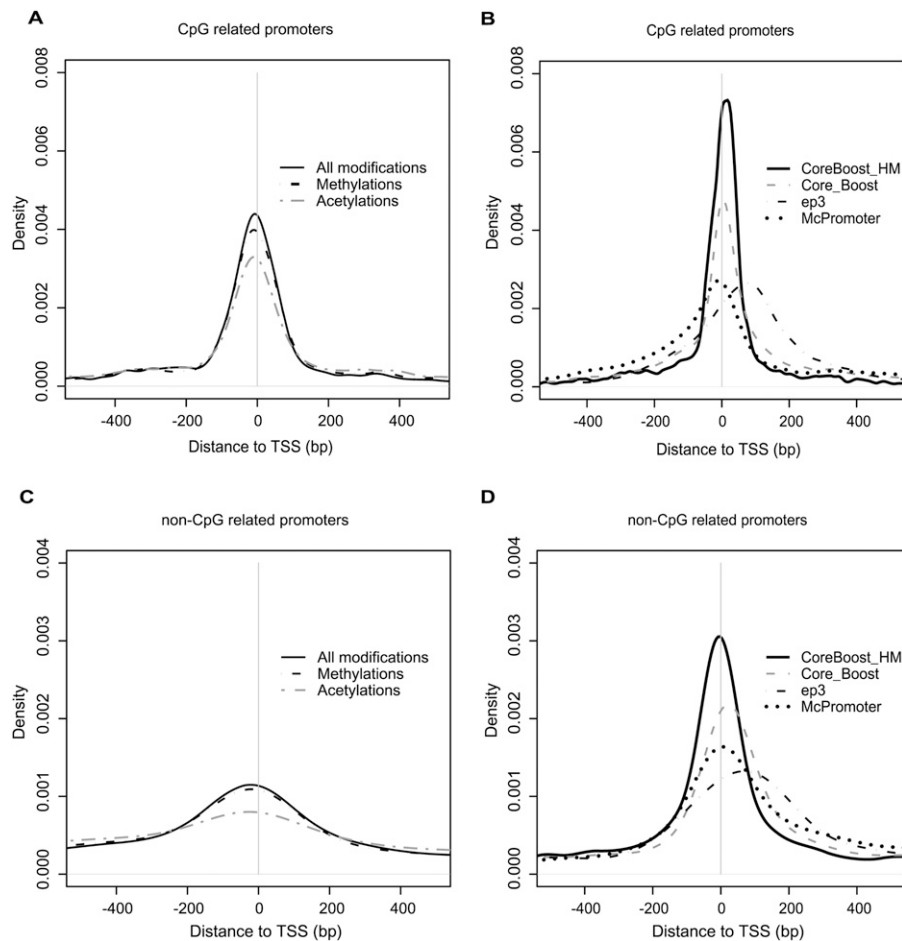 A
CpG related promoters
0.008
0.006
0.004
0.002
0.000
Density
All modifications
Methylations
Acetylations
-400 -200 0 200 400
Distance to TSS (bp)
B
CpG related promoters
0.008
0.006
0.004
0.002
0.000
Density
CoreBoost_HM
Core_Boost
ep3
McPromoter
-400 -200 0 200 400
Distance to TSS (bp)
C
non-CpG related promoters
0.004
0.003
0.002
0.001
0.000
Density
All modifications
Methylations
Acetylations
-400 -200 0 200 400
Distance to TSS (bp)
D
non-CpG related promoters
0.004
0.003
0.002
0.001
0.000
Density
CoreBoost_HM
Core_Boost
ep3
McPromoter
-400 -200 0 200 400
Distance to TSS (bp)